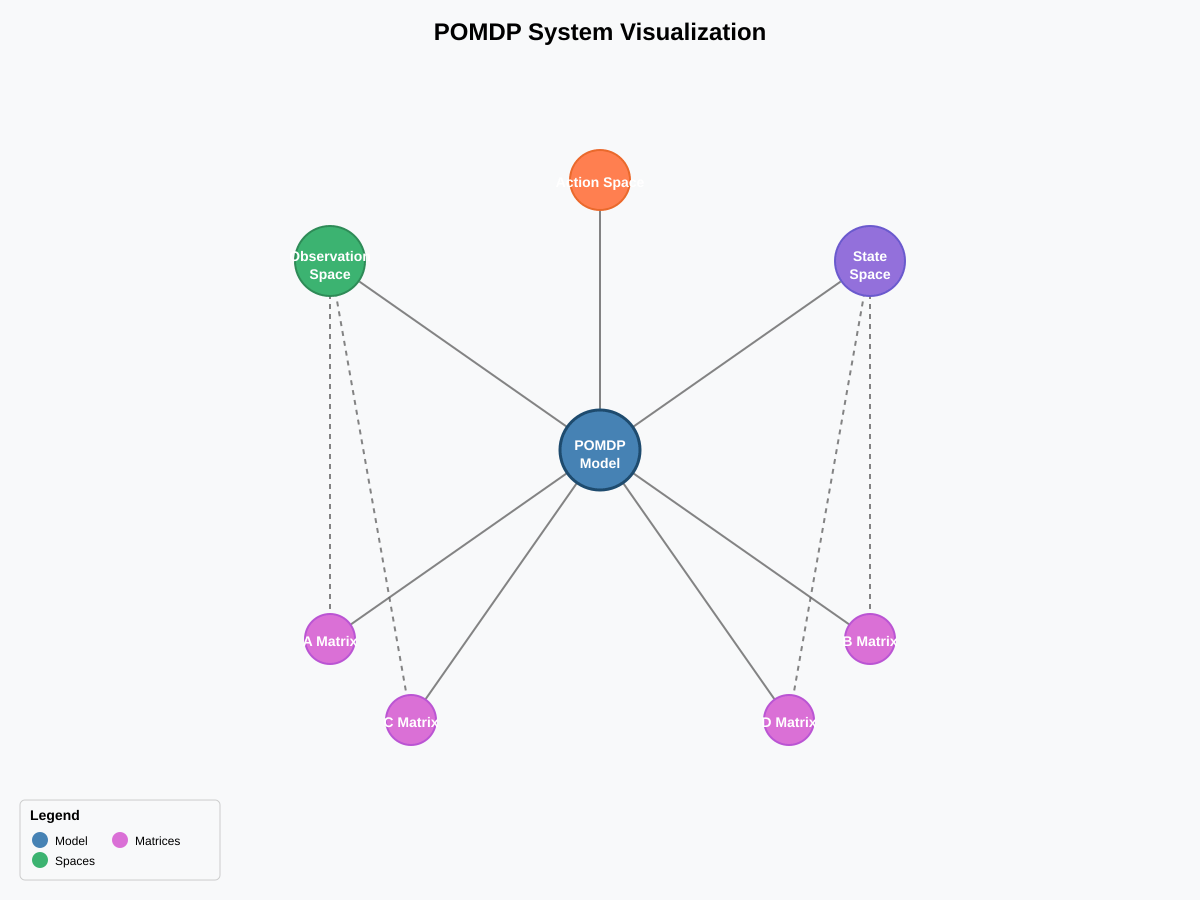 POMDP System Visualization
Action Space
Observation
Space
State
Space
POMDP
Model
A Matrix
B Matrix
C Matrix
D Matrix
Legend
Model
Matrices
Spaces